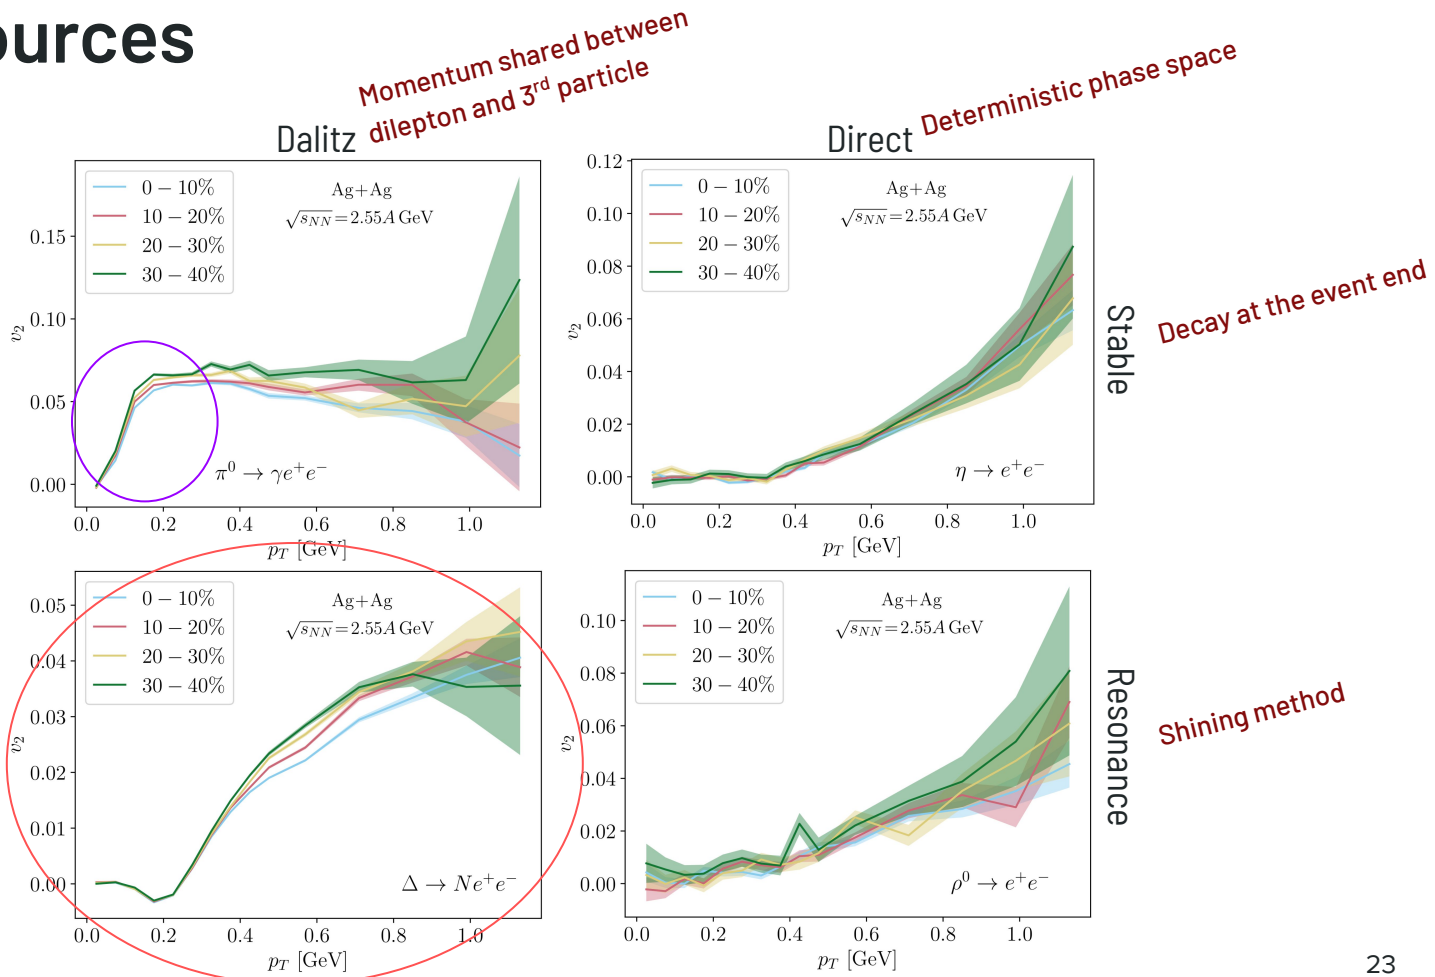 ources
Momentum shared between
dilepton and 3rd particle
Deterministic phase space
Dalitz
Direct
0 − 10%
10 − 20%
20 − 30%
30 − 40%
Ag+Ag
√sNN=2.55A GeV
0.15
0.10
0.05
0.00
v2
π0 → γe+e−
0.0 0.2 0.4 0.6 0.8 1.0
pT [GeV]
0 − 10%
10 − 20%
20 − 30%
30 − 40%
Ag+Ag
√sNN=2.55A GeV
0.12
0.10
0.08
0.06
0.04
0.02
0.00
v2
η → e+e−
0.0 0.2 0.4 0.6 0.8 1.0
pT [GeV]
Stable
Decay at the event end
0 − 10%
10 − 20%
20 − 30%
30 − 40%
Ag+Ag
√sNN=2.55A GeV
0.05
0.04
0.03
0.02
0.01
0.00
v2
Δ → Ne+e−
0.0 0.2 0.4 0.6 0.8 1.0
pT [GeV]
0 − 10%
10 − 20%
20 − 30%
30 − 40%
Ag+Ag
√sNN=2.55A GeV
0.10
0.08
0.06
0.04
0.02
0.00
v2
ρ0 → e+e−
0.0 0.2 0.4 0.6 0.8 1.0
pT [GeV]
Resonance
Shining method
23